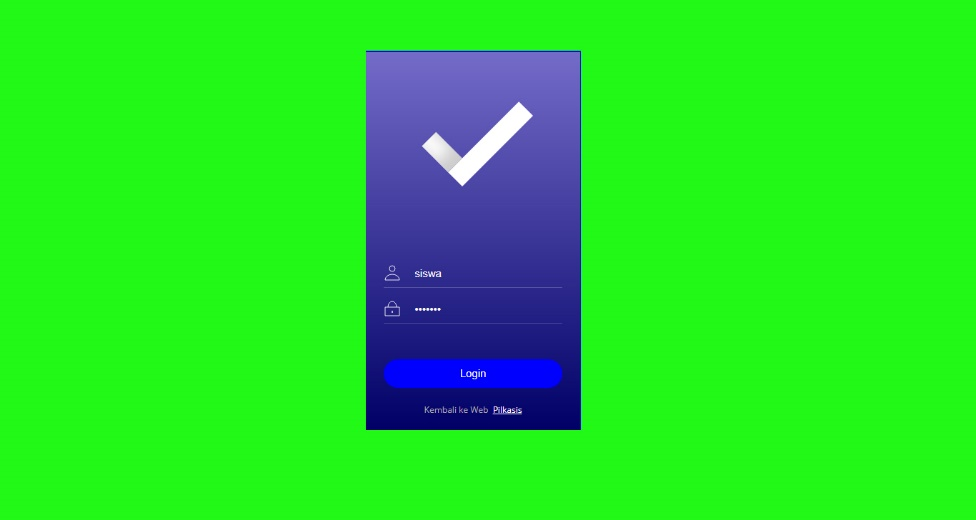 siswa
•••••••
Login
Kembali ke Web Pilkasis